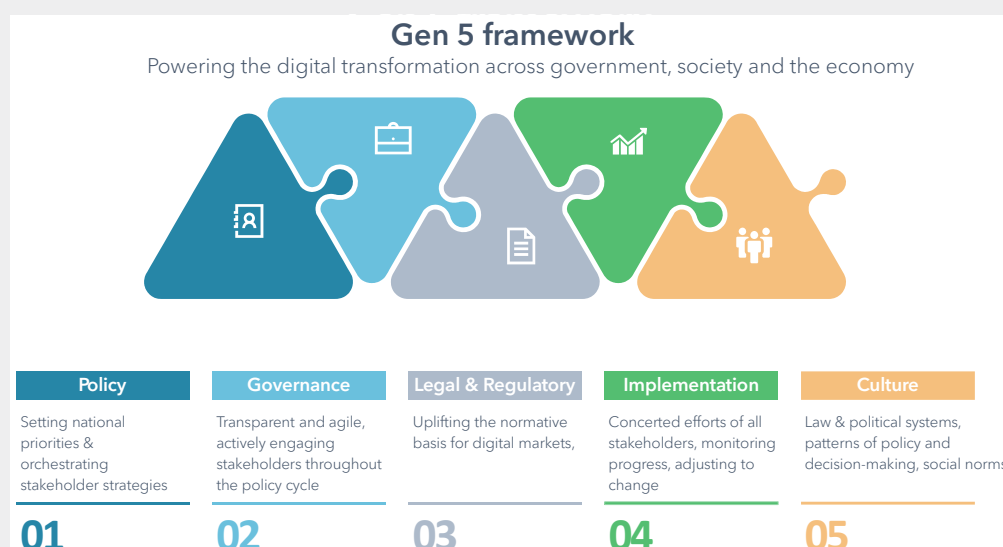 Gen 5 framework
Powering the digital transformation across government, society and the economy
Policy
Setting national
priorities &
orchestrating
stakeholder strategies
01
Governance
Transparent and agile,
actively engaging
stakeholders throughout
the policy cycle
02
Legal & Regulatory
Uplifting the normative
basis for digital markets,
03
Implementation
Concerted efforts of all
stakeholders, monitoring
progress, adjusting to
change
04
Culture
Law & political systems,
patterns of policy and
decision-making, social norms
05